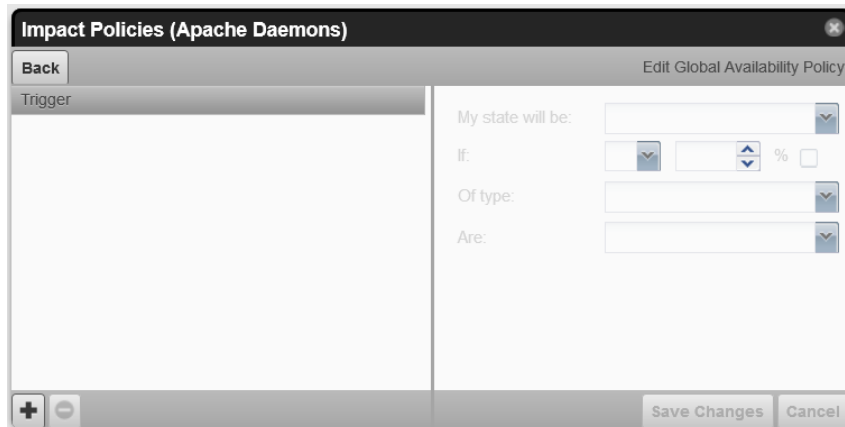 Impact Policies (Apache Daemons)
Back
Edit Global Availability Policy
Trigger
My state will be:
If:
%
Of type:
Are:
Save Changes
Cancel